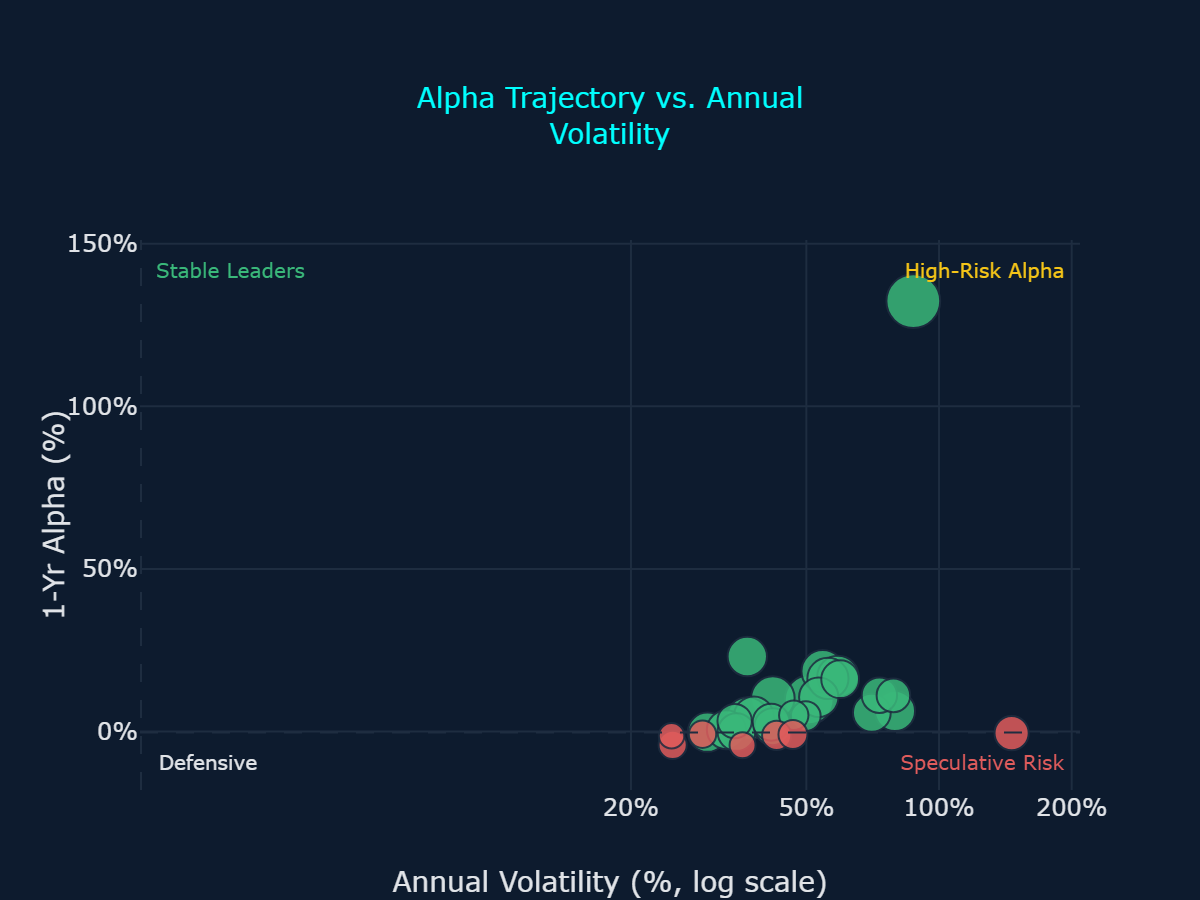 Alpha Trajectory vs. Annual
Volatility
150%
Stable Leaders
High-Risk Alpha
100%
1-Yr Alpha (%)
50%
0%
Defensive
Speculative Risk
20%
50%
100%
200%
Annual Volatility (%, log scale)